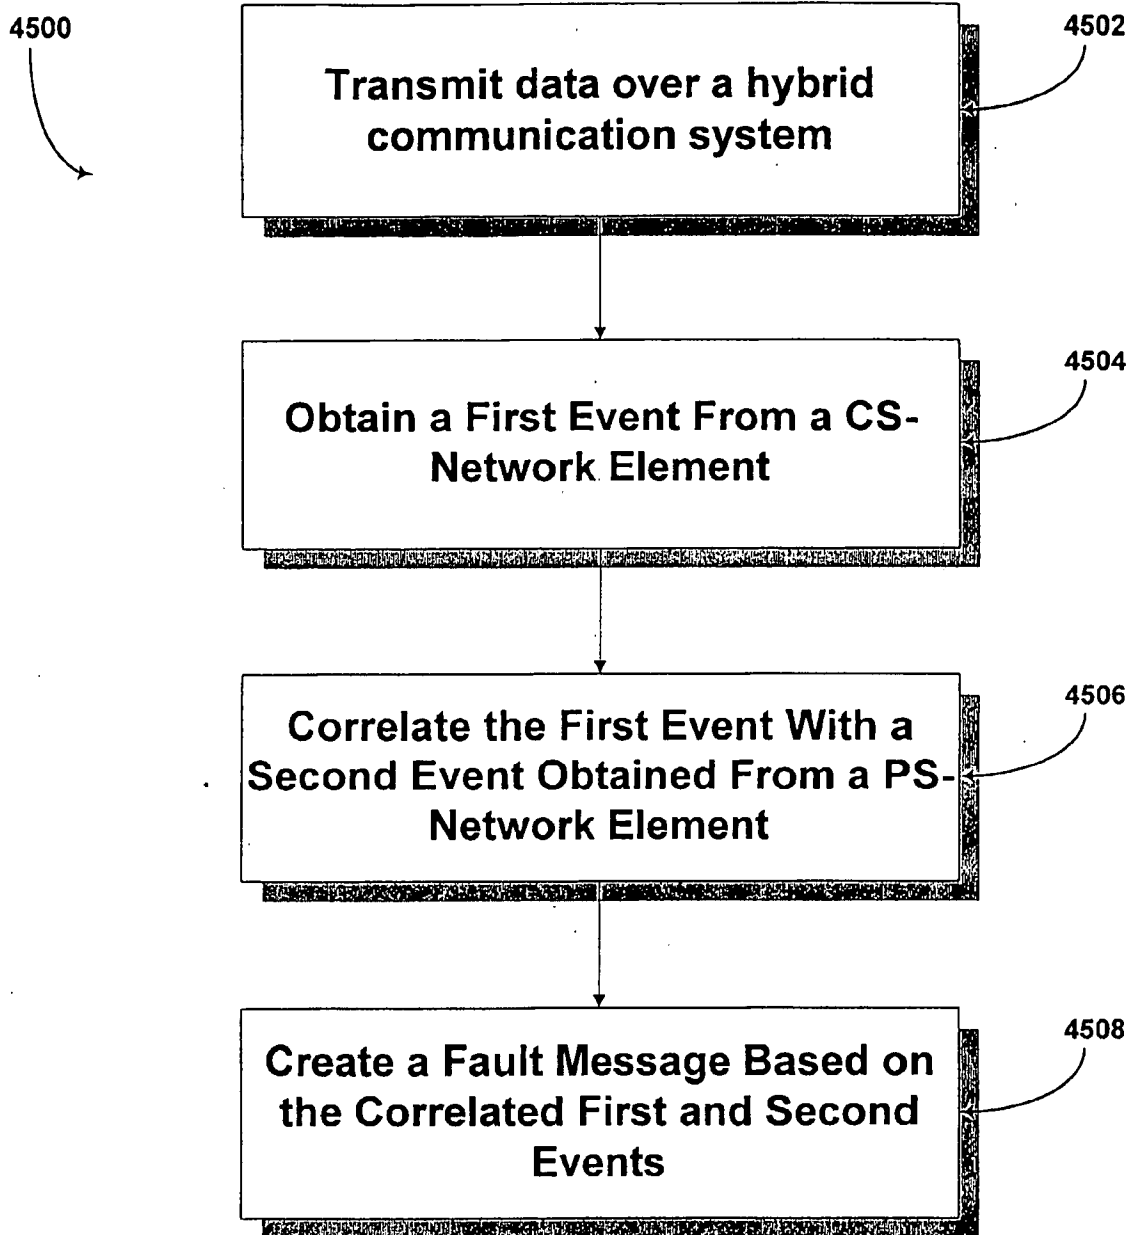 4500
4502
Transmit data over a hybrid
communication system
4504
Obtain a First Event From a CS-
Network Element
4506
Correlate the First Event With a
Second Event Obtained From a PS-
Network Element
4508
Create a Fault Message Based on
the Correlated First and Second
Events